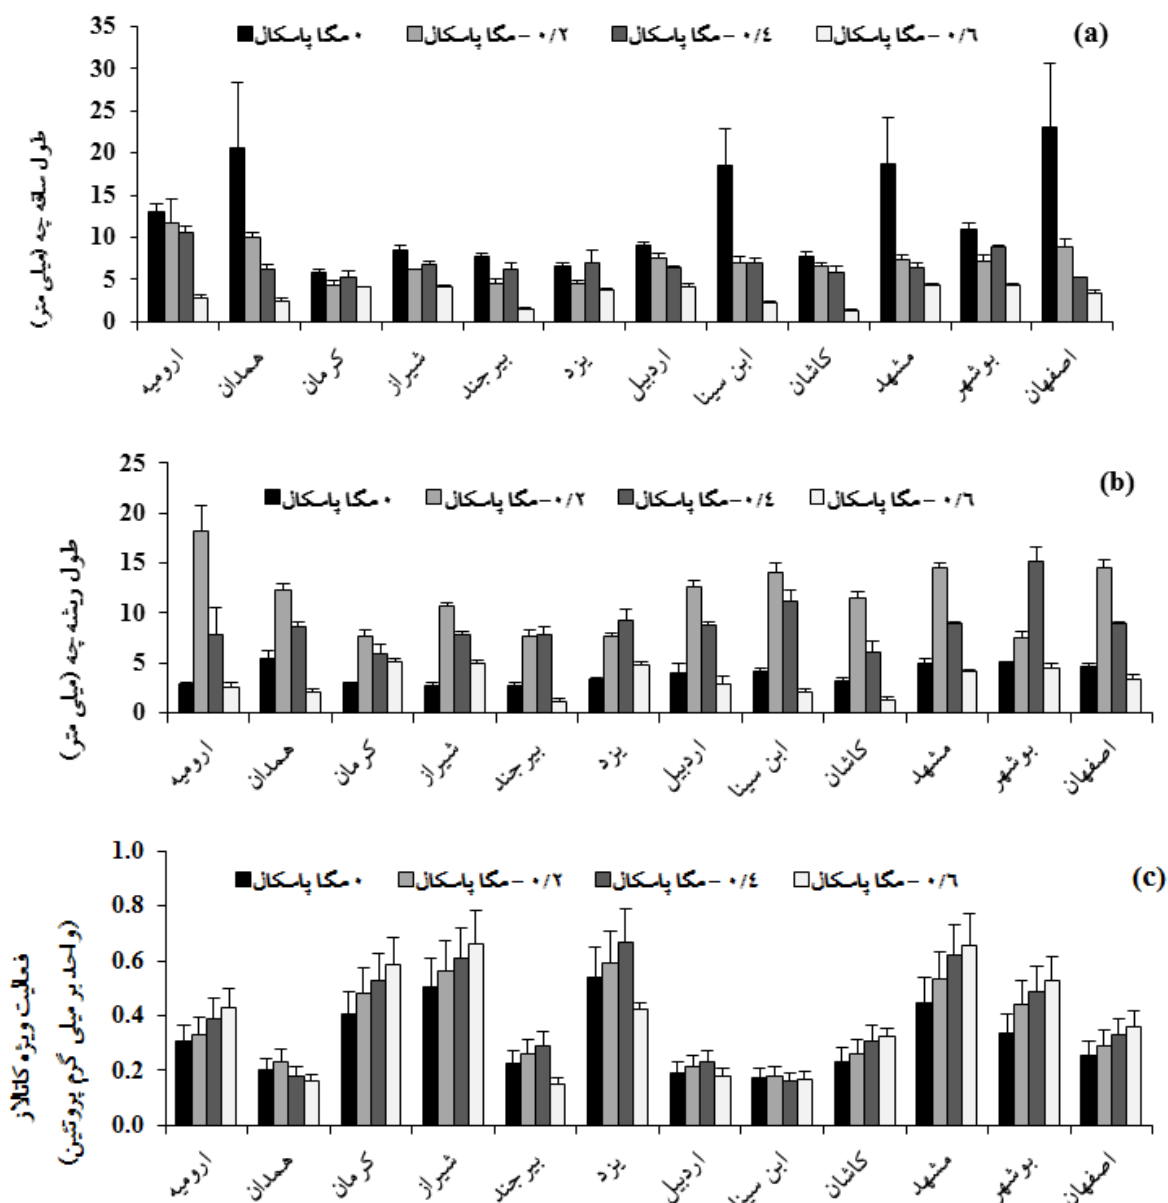 (a)
۰ مگا پاسکال ۰/۲ – مگا پاسکال ۰/٤ – مگا پاسکال ۰/٦ – مگا پاسکال
طول ساقه چه (میلی متر)
35
30
25
20
15
10
5
0
ارومیه همدان کرمان شیراز بیرجند یزد اردبیل ابن سینا کاشان مشهد بوشهر اصفهان
(b)
۰ مگا پاسکال ۰/۲ – مگا پاسکال ۰/٤ – مگا پاسکال ۰/٦ – مگا پاسکال
طول ریشه چه (میلی متر)
25
20
15
10
5
0
ارومیه همدان کرمان شیراز بیرجند یزد اردبیل ابن سینا کاشان مشهد بوشهر اصفهان
(c)
۰ مگا پاسکال ۰/۲ – مگا پاسکال ۰/٤ – مگا پاسکال ۰/٦ – مگا پاسکال
فعالیت ویژه کاتالاز
(واحد بر میلی گرم پروتئین)
1.0
0.8
0.6
0.4
0.2
0.0
ارومیه همدان کرمان شیراز بیرجند یزد اردبیل ابن سینا کاشان مشهد بوشهر اصفهان